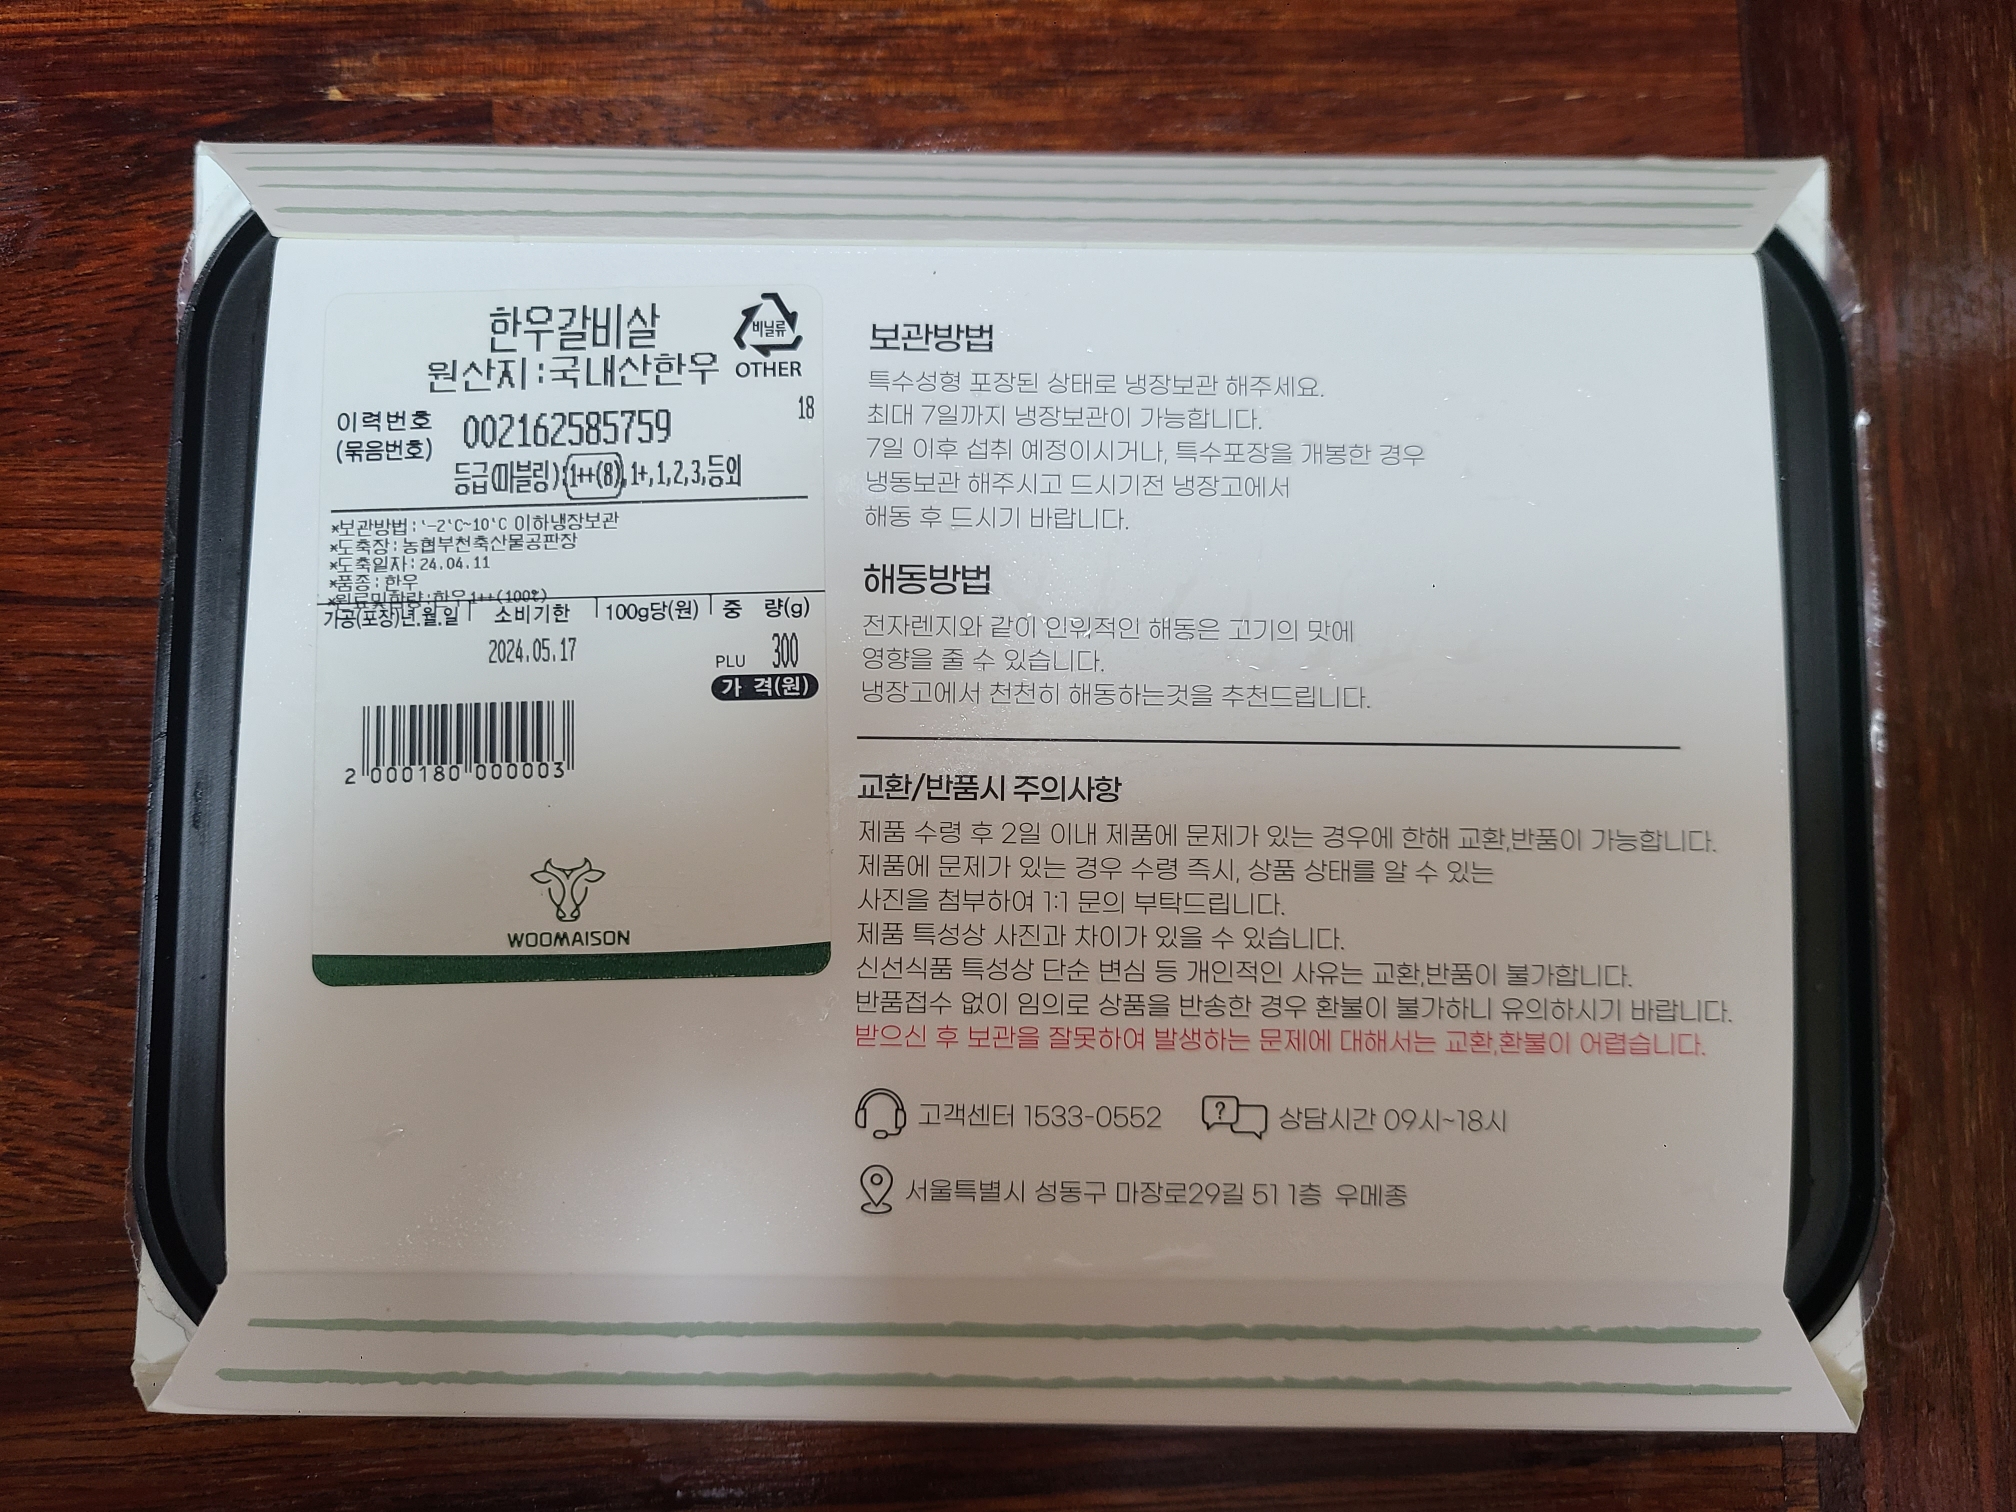 한우갈비살
원산지:국내산한우
비닐류
OTHER
18
이력번호
(묶음번호)
002162585759
등급(마블링):1++(8),1+,1,2,3,등외
*보관방법:'-2'C~10'C 이하냉장보관
*도축장:농협부천축산물공판장
*도축일자:24.04.11
*품종:한우
*원료및함량:한우1++(100%)
가공(포장)년.월.일 소비기한 100g당(원) 중 량(g)
2024.05.17
PLU 300
가 격(원)
2 000180 000003
WOOMAISON
보관방법
특수성형 포장된 상태로 냉장보관 해주세요.
최대 7일까지 냉장보관이 가능합니다.
7일 이후 섭취 예정이시거나, 특수포장을 개봉한 경우
냉동보관 해주시고 드시기전 냉장고에서
해동 후 드시기 바랍니다.
해동방법
전자렌지와 같이 인위적인 해동은 고기의 맛에
영향을 줄 수 있습니다.
냉장고에서 천천히 해동하는것을 추천드립니다.
교환/반품시 주의사항
제품 수령 후 2일 이내 제품에 문제가 있는 경우에 한해 교환,반품이 가능합니다.
제품에 문제가 있는 경우 수령 즉시, 상품 상태를 알 수 있는
사진을 첨부하여 1:1 문의 부탁드립니다.
제품 특성상 사진과 차이가 있을 수 있습니다.
신선식품 특성상 단순 변심 등 개인적인 사유는 교환,반품이 불가합니다.
반품접수 없이 임의로 상품을 반송한 경우 환불이 불가하니 유의하시기 바랍니다.
받으신 후 보관을 잘못하여 발생하는 문제에 대해서는 교환,환불이 어렵습니다.
고객센터 1533-0552
상담시간 09시~18시
서울특별시 성동구 마장로29길 51 1층 우메종